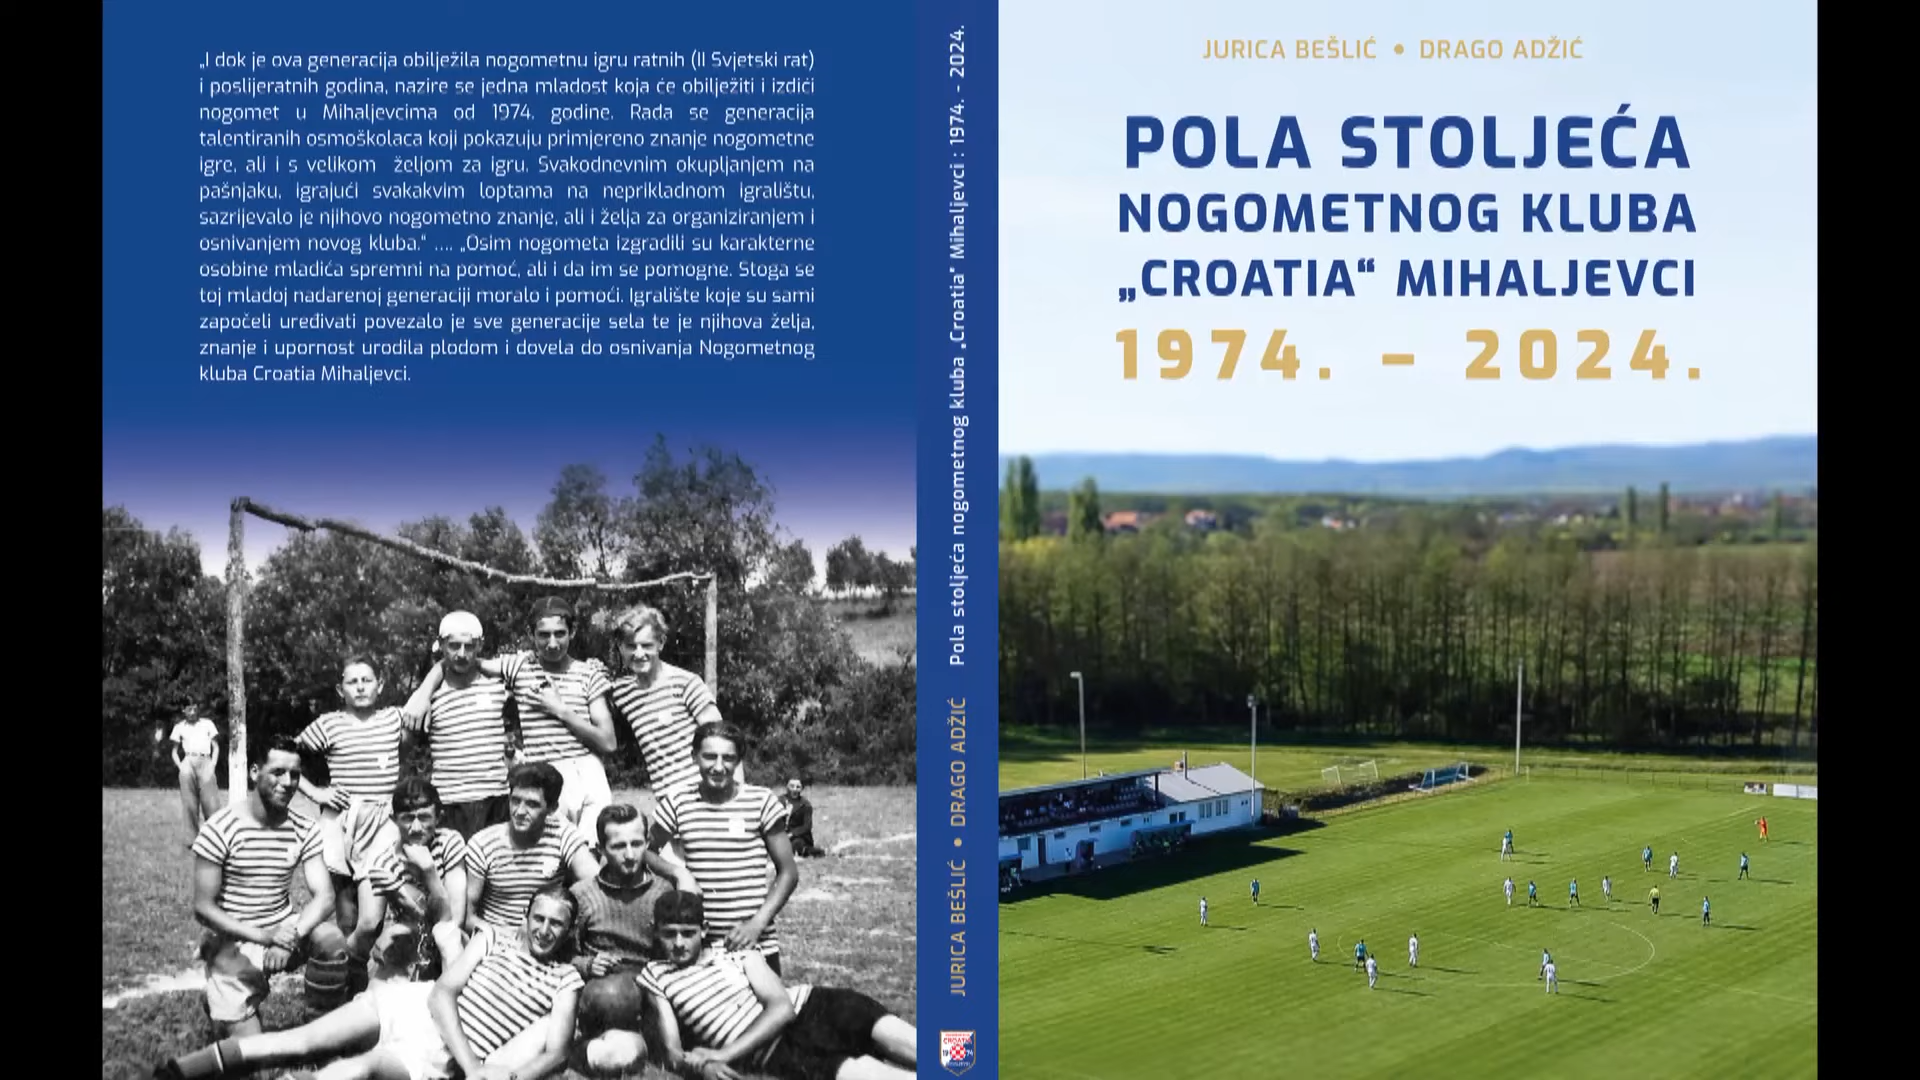 „I dok je ova generacija obilježila nogometnu igru ratnih (II Svjetski rat)
i poslijeratnih godina, nazire se jedna mladost koja će obilježiti i izdići
nogomet u Mihaljevcima od 1974. godine. Rađa se generacija
talentiranih osmoškolaca koji pokazuju primjereno znanje nogometne
igre, ali i s velikom željom za igru. Svakodnevnim okupljanjem na
pašnjaku, igrajući svakakvim loptama na neprikladnom igralištu,
sazrijevalo je njihovo nogometno znanje, ali i želja za organiziranjem i
osnivanjem novog kluba.“ .... „Osim nogometa izgradili su karakterne
osobine mladića spremni na pomoć, ali i da im se pomogne. Stoga se
toj mladoj nadarenoj generaciji moralo i pomoći. Igralište koje su sami
započeli uređivati povezalo je sve generacije sela te je njihova želja,
znanje i upornost urodila plodom i dovela do osnivanja Nogometnog
kluba Croatia Mihaljevci.
JURICA BEŠLIĆ • DRAGO ADŽIĆ Pola stoljeća nogometnog kluba „Croatia“ Mihaljevci : 1974. - 2024.
CROATIA
19 74
JURICA BEŠLIĆ • DRAGO ADŽIĆ
POLA STOLJEĆA
NOGOMETNOG KLUBA
„CROATIA“ MIHALJEVCI
1974. – 2024.